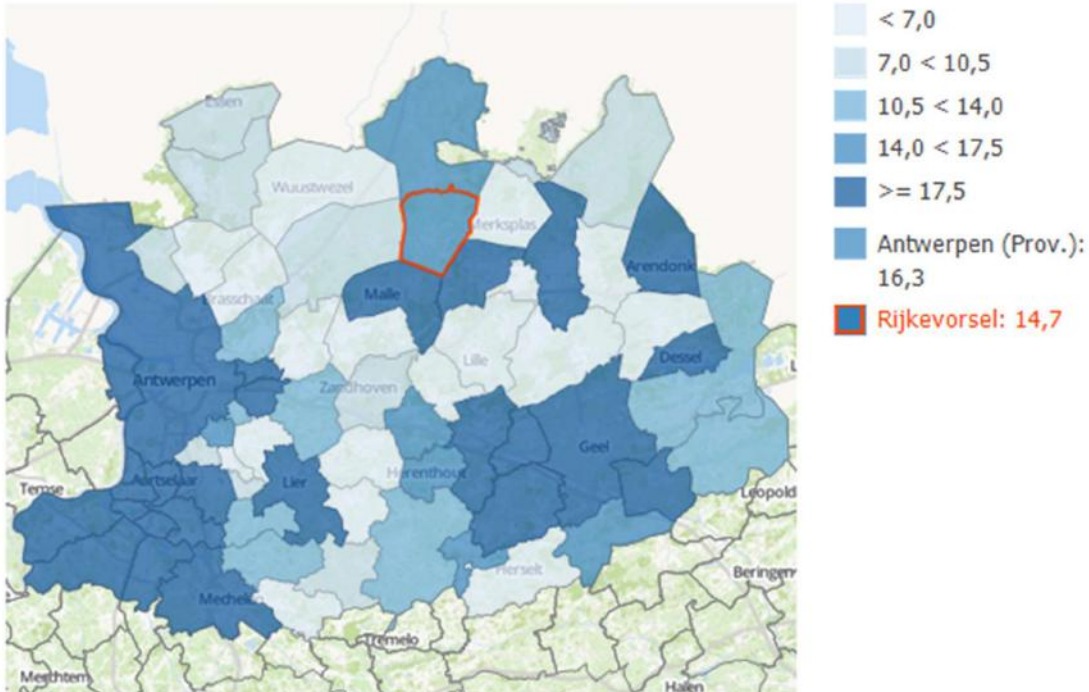 < 7,0
7,0 < 10,5
10,5 < 14,0
14,0 < 17,5
>= 17,5
Antwerpen (Prov.):
16,3
Rijkevorsel: 14,7
Essen
Wuustwezel
Merksplas
Arendonk
Malle
Brasschaat
Dessel
Lille
Antwerpen
Zandhoven
Geel
Herenthout
Aartselaar
Lier
Temse
Leopold
Herselt
Beringen
Mechelen
Tremelo
Merchtem
Halen